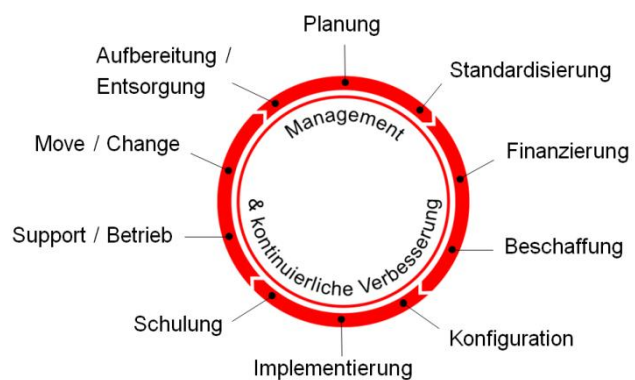 Planung
Standardisierung
Finanzierung
Beschaffung
Konfiguration
Implementierung
Schulung
Support / Betrieb
Move / Change
Aufbereitung /
Entsorgung
Management
& kontinuierliche Verbesserung